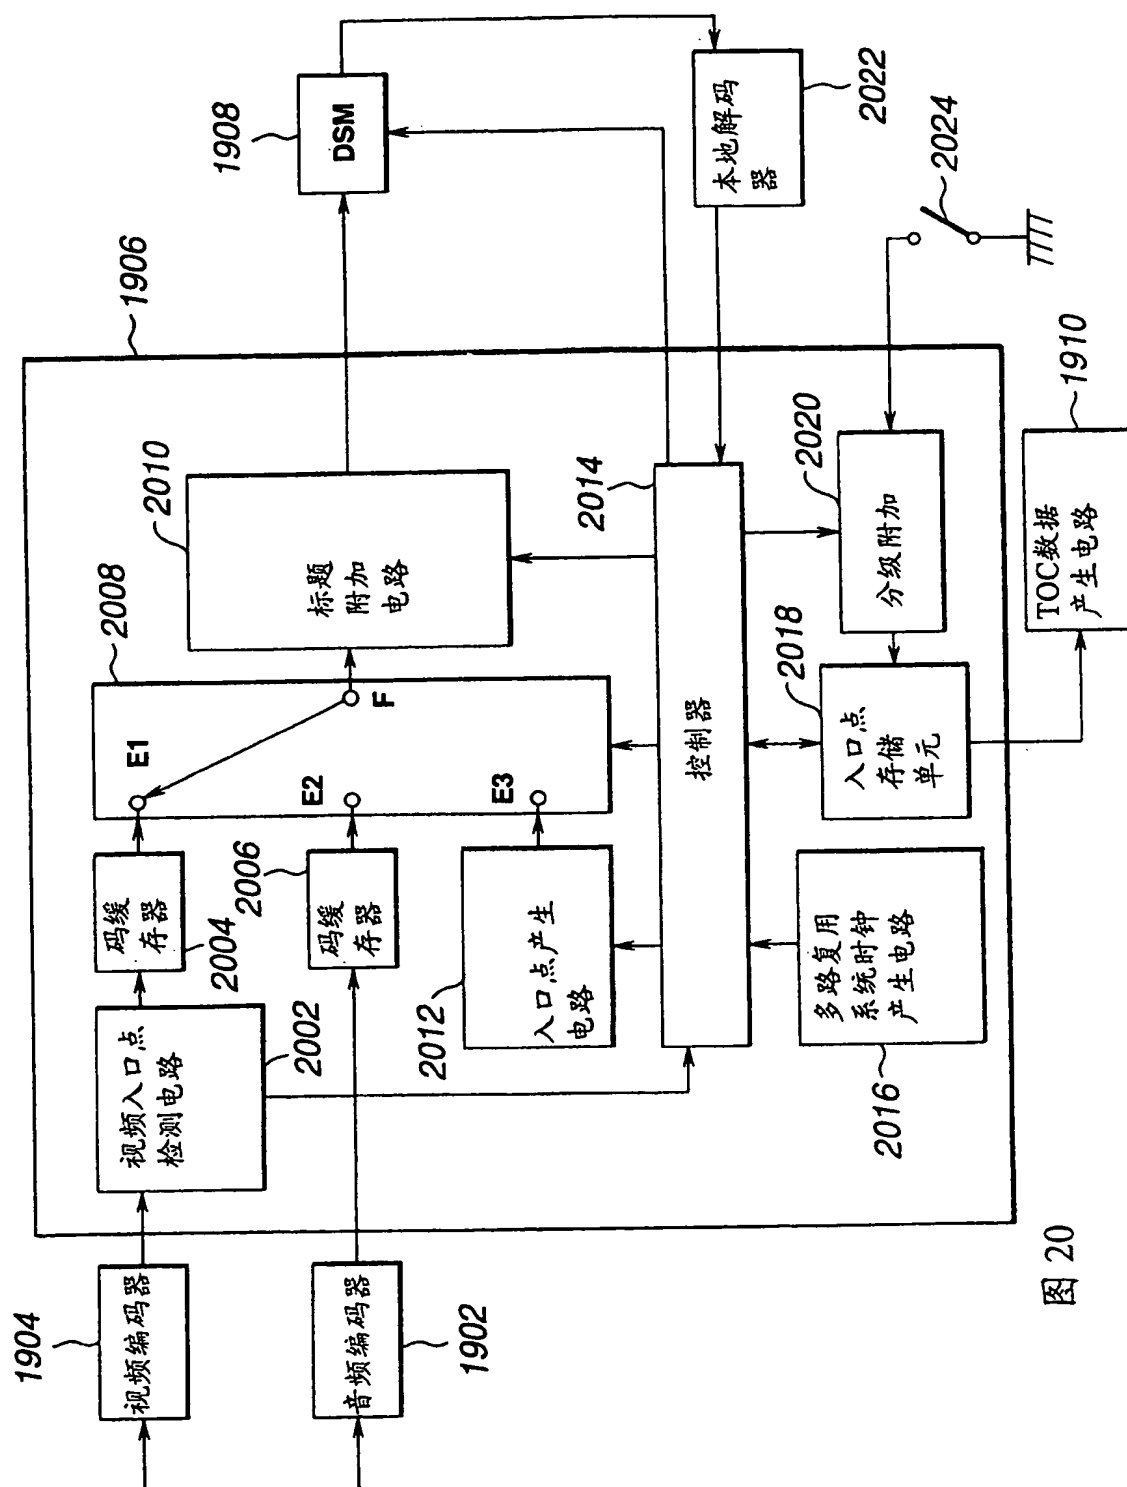 1904
视频编码器
1902
音频编码器
视频入口点
检测电路
2002
码缓
存器
2004
码缓
存器
2006
2008
E1
E2
E3
F
标题
附加
电路
2010
入口点产生
电路
2012
控制器
2014
多路复用
系统时钟
产生电路
2016
入口点
存储
单元
2018
分级附加
2020
1906
DSM
1908
本地解码
器
2022
2024
TOC数据
产生电路
1910
图 20